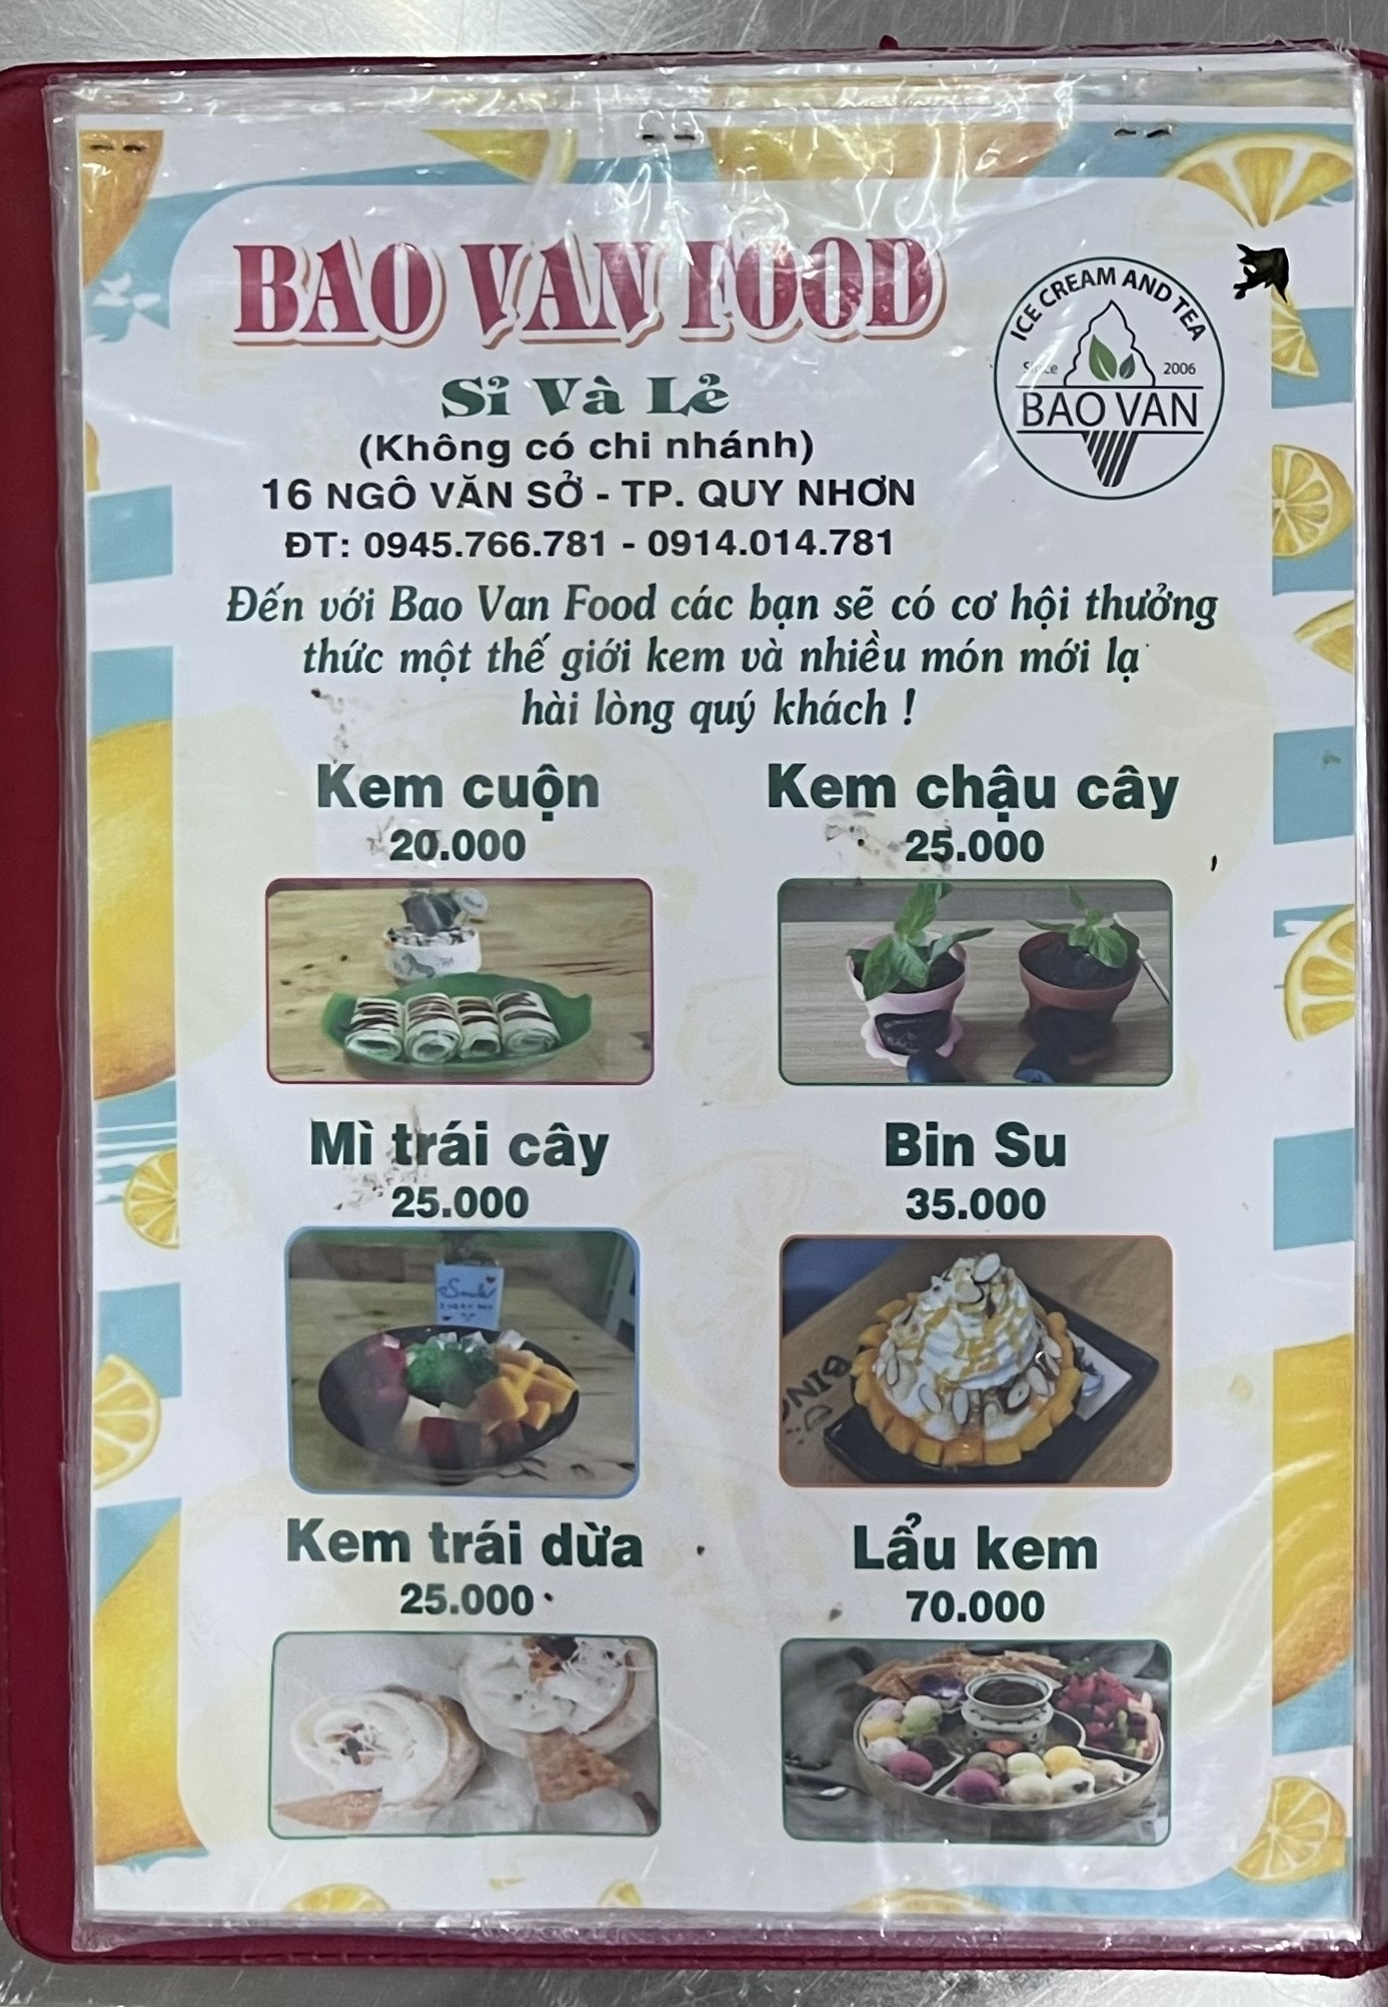 BAO VAN FOOD
Sỉ Và Lẻ
(Không có chi nhánh)
16 NGÔ VĂN SỞ - TP. QUY NHƠN
ĐT: 0945.766.781 - 0914.014.781
ICE CREAM AND TEA
Since 2006
BAO VAN
Đến với Bao Van Food các bạn sẽ có cơ hội thưởng
thức một thế giới kem và nhiều món mới lạ
hài lòng quý khách !
Kem cuộn
20.000
Kem chậu cây
25.000
Mì trái cây
25.000
Bin Su
35.000
BIN
Kem trái dừa
25.000
Lẩu kem
70.000